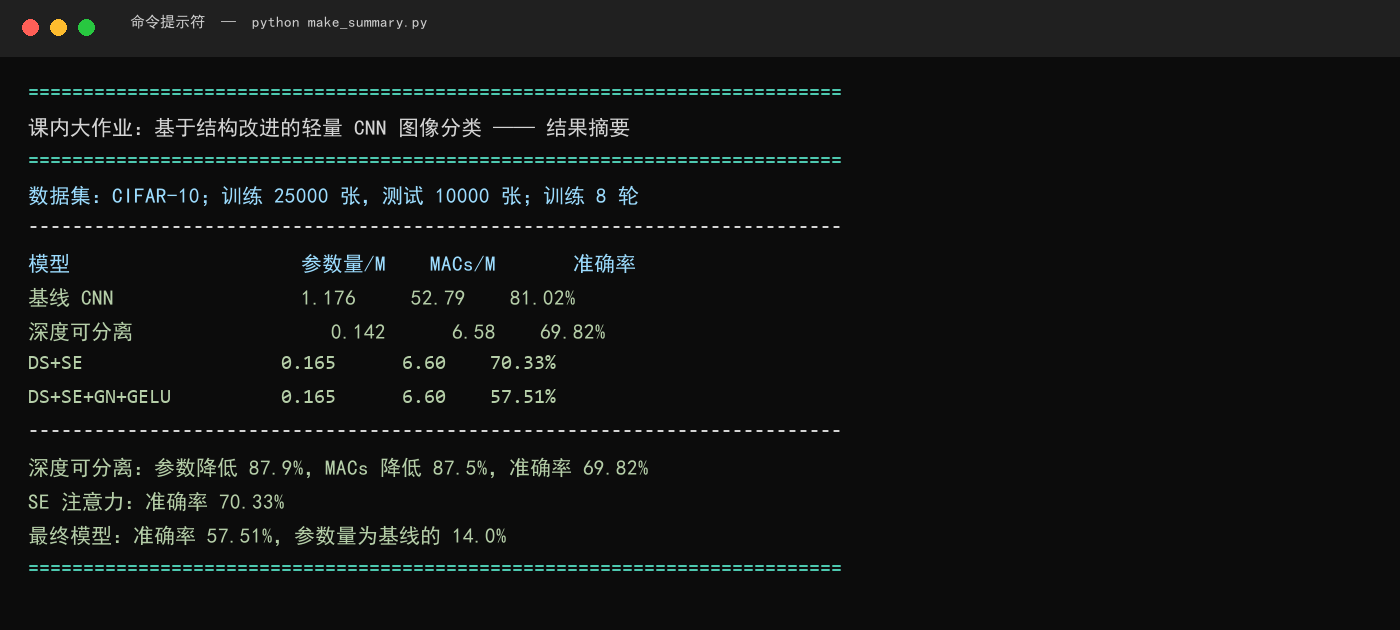 命令提示符 — python make_summary.py
==========================================================================
课内大作业：基于结构改进的轻量 CNN 图像分类 —— 结果摘要
==========================================================================
数据集：CIFAR-10；训练 25000 张，测试 10000 张；训练 8 轮
--------------------------------------------------------------------------
模型 参数量/M MACs/M 准确率
基线 CNN 1.176 52.79 81.02%
深度可分离 0.142 6.58 69.82%
DS+SE 0.165 6.60 70.33%
DS+SE+GN+GELU 0.165 6.60 57.51%
--------------------------------------------------------------------------
深度可分离：参数降低 87.9%，MACs 降低 87.5%，准确率 69.82%
SE 注意力：准确率 70.33%
最终模型：准确率 57.51%，参数量为基线的 14.0%
==========================================================================